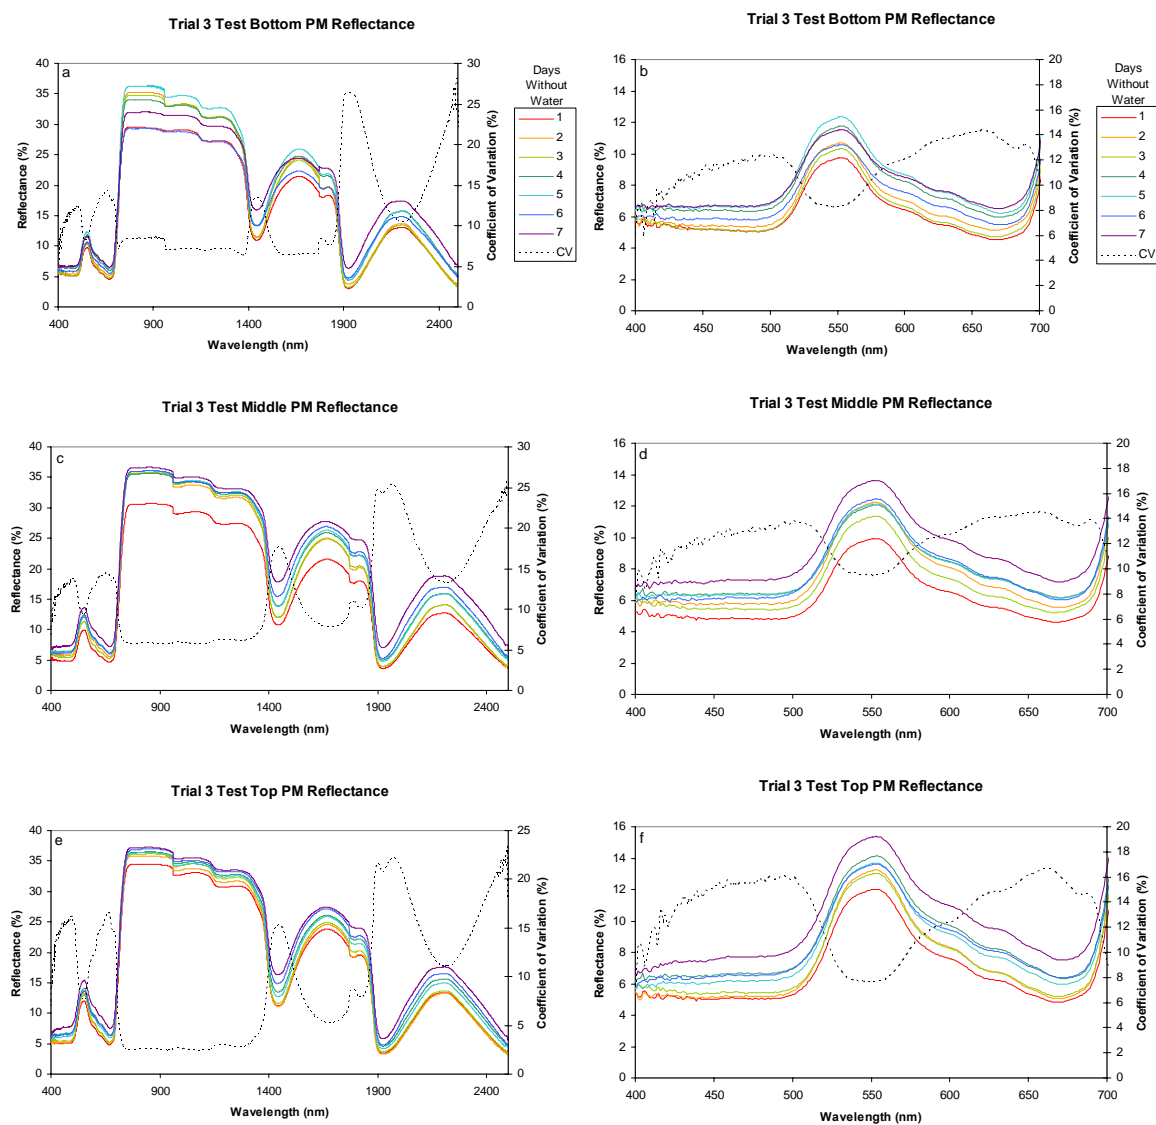 Trial 3 Test Bottom PM Reflectance
a
40
35
30
25
20
15
10
5
0
Reflectance (%)
30
25
20
15
10
5
0
Coefficient of Variation (%)
400 900 1400 1900 2400
Wavelength (nm)
Days
Without
Water
1
2
3
4
5
6
7
CV
Trial 3 Test Bottom PM Reflectance
b
16
14
12
10
8
6
4
2
0
Reflectance (%)
20
18
16
14
12
10
8
6
4
2
0
Coefficient of Variation (%)
400 450 500 550 600 650 700
Wavelength (nm)
Days
Without
Water
1
2
3
4
5
6
7
CV
Trial 3 Test Middle PM Reflectance
c
40
35
30
25
20
15
10
5
0
Reflectance (%)
30
25
20
15
10
5
0
Coefficient of Variation (%)
400 900 1400 1900 2400
Wavelength (nm)
Trial 3 Test Middle PM Reflectance
d
16
14
12
10
8
6
4
2
0
Reflectance (%)
20
18
16
14
12
10
8
6
4
2
0
Coefficient of Variation (%)
400 450 500 550 600 650 700
Wavelength (nm)
Trial 3 Test Top PM Reflectance
e
40
35
30
25
20
15
10
5
0
Reflectance (%)
25
20
15
10
5
0
Coefficient of Variation (%)
400 900 1400 1900 2400
Wavelength (nm)
Trial 3 Test Top PM Reflectance
f
16
14
12
10
8
6
4
2
0
Reflectance (%)
20
18
16
14
12
10
8
6
4
2
0
Coefficient of Variation (%)
400 450 500 550 600 650 700
Wavelength (nm)